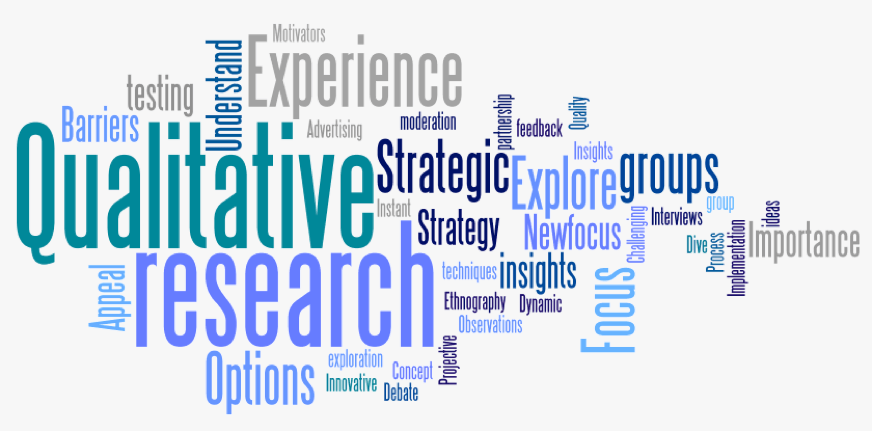 Motivators
Experience
Understand
testing
Barriers
Advertising
moderation
partnership
feedback
Quality
Qualitative
Strategic
Insights
Explore
groups
Instant
Strategy
Newfocus
Challenging
Interviews
group
ideas
Dive
Process
Implementation
Importance
Appeal
research
techniques
insights
Focus
Ethnography
Dynamic
Observations
Options
exploration
Innovative
Concept
Debate
Projective